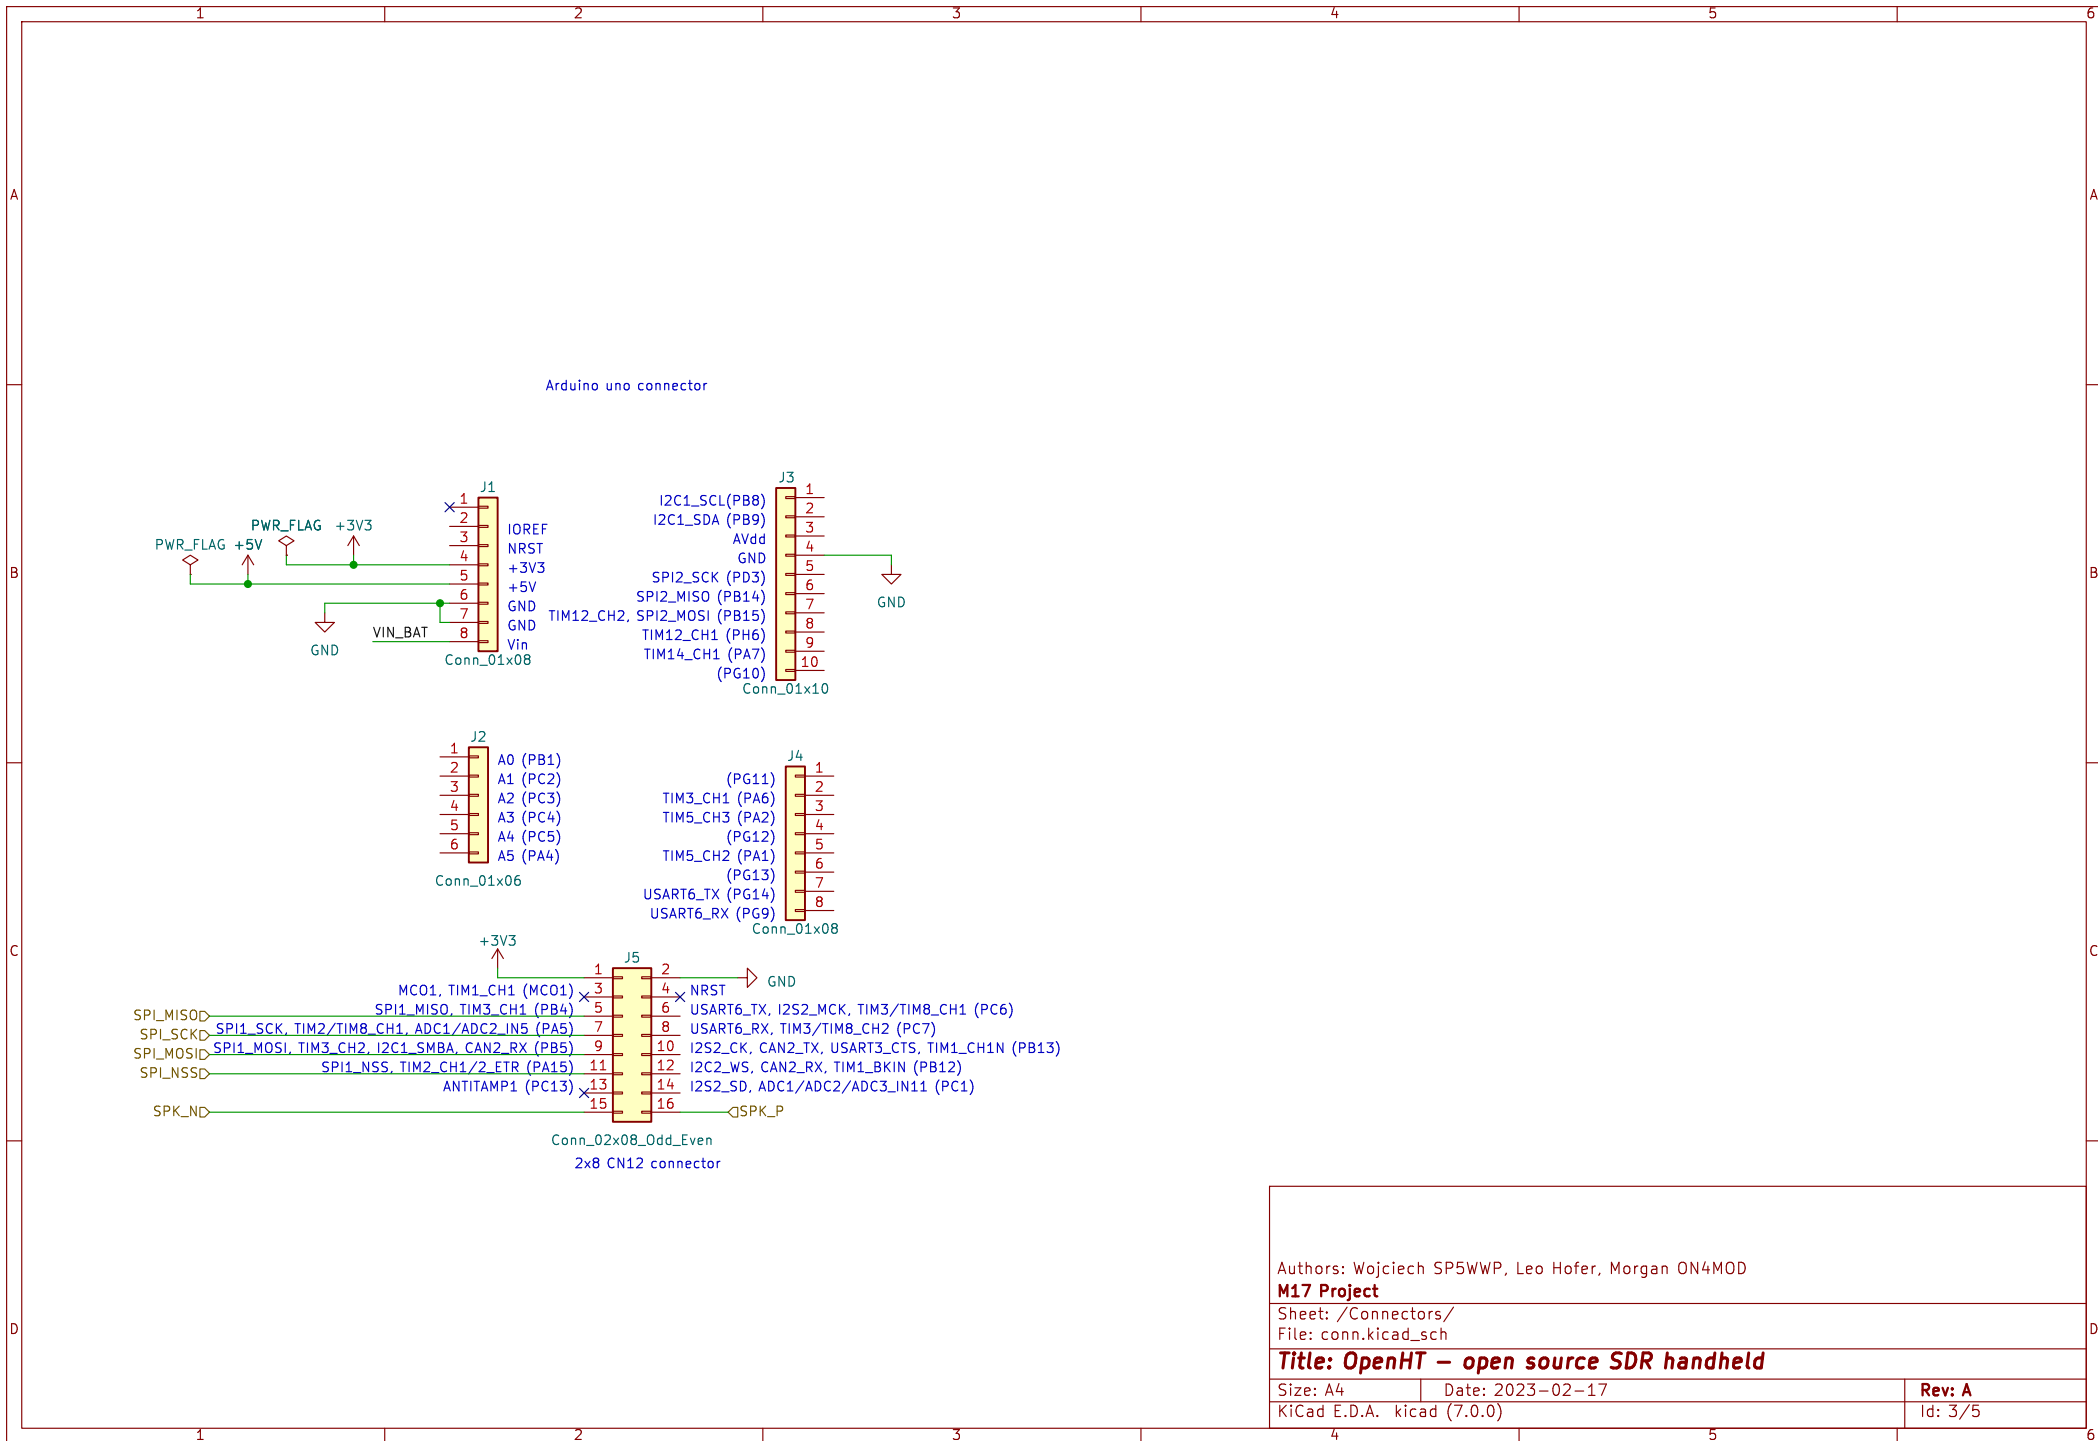 1 2 3 4 5 6
A A
B B
C C
D D
Arduino uno connector
J1
1
2
3
4
5
6
7
8
IOREF
NRST
+3V3
+5V
GND
GND
Vin
Conn_01x08
PWR_FLAG +3V3
PWR_FLAG +5V
GND
VIN_BAT
J3
I2C1_SCL(PB8) 1
I2C1_SDA (PB9) 2
AVdd 3
GND 4
SPI2_SCK (PD3) 5
SPI2_MISO (PB14) 6
TIM12_CH2, SPI2_MOSI (PB15) 7
TIM12_CH1 (PH6) 8
TIM14_CH1 (PA7) 9
(PG10) 10
Conn_01x10
GND
J2
1 A0 (PB1)
2 A1 (PC2)
3 A2 (PC3)
4 A3 (PC4)
5 A4 (PC5)
6 A5 (PA4)
Conn_01x06
J4
(PG11) 1
TIM3_CH1 (PA6) 2
TIM5_CH3 (PA2) 3
(PG12) 4
TIM5_CH2 (PA1) 5
(PG13) 6
USART6_TX (PG14) 7
USART6_RX (PG9) 8
Conn_01x08
+3V3
J5
1 2 GND
MCO1, TIM1_CH1 (MCO1) 3 4 NRST
SPI_MISO SPI1_MISO, TIM3_CH1 (PB4) 5 6 USART6_TX, I2S2_MCK, TIM3/TIM8_CH1 (PC6)
SPI_SCK SPI1_SCK, TIM2/TIM8_CH1, ADC1/ADC2_IN5 (PA5) 7 8 USART6_RX, TIM3/TIM8_CH2 (PC7)
SPI_MOSI SPI1_MOSI, TIM3_CH2, I2C1_SMBA, CAN2_RX (PB5) 9 10 I2S2_CK, CAN2_TX, USART3_CTS, TIM1_CH1N (PB13)
SPI_NSS SPI1_NSS, TIM2_CH1/2_ETR (PA15) 11 12 I2C2_WS, CAN2_RX, TIM1_BKIN (PB12)
ANTITAMP1 (PC13) 13 14 I2S2_SD, ADC1/ADC2/ADC3_IN11 (PC1)
SPK_N 15 16 SPK_P
Conn_02x08_Odd_Even
2x8 CN12 connector
Authors: Wojciech SP5WWP, Leo Hofer, Morgan ON4MOD
M17 Project
Sheet: /Connectors/
File: conn.kicad_sch
Title: OpenHT – open source SDR handheld
Size: A4 Date: 2023-02-17 Rev: A
KiCad E.D.A. kicad (7.0.0) Id: 3/5
1 2 3 4 5 6